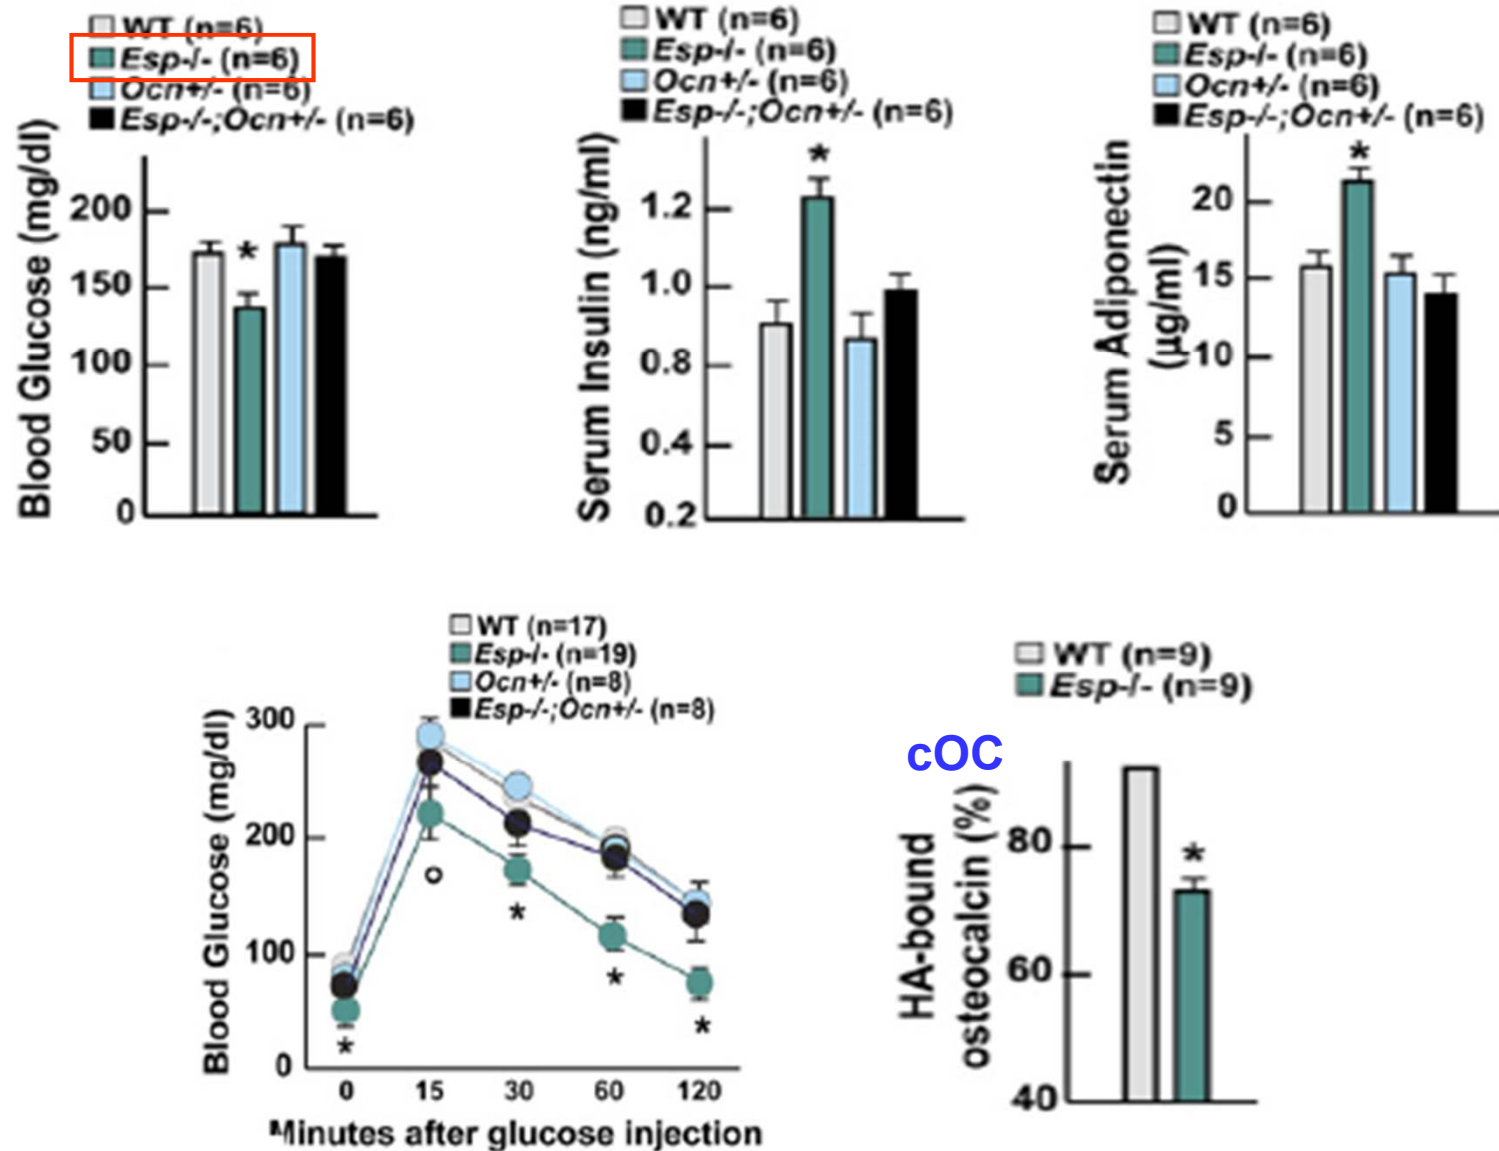 WT (n=6)
Esp-/- (n=6)
Ocn+/- (n=6)
Esp-/-;Ocn+/- (n=6)
Blood Glucose (mg/dl)
200
150
100
50
0
*
WT (n=6)
Esp-/- (n=6)
Ocn+/- (n=6)
Esp-/-;Ocn+/- (n=6)
Serum Insulin (ng/ml)
1.2
1.0
0.8
0.4
0.2
*
WT (n=6)
Esp-/- (n=6)
Ocn+/- (n=6)
Esp-/-;Ocn+/- (n=6)
Serum Adiponectin
(µg/ml)
20
15
10
5
0
*
WT (n=17)
Esp-/- (n=19)
Ocn+/- (n=8)
Esp-/-;Ocn+/- (n=8)
Blood Glucose (mg/dl)
300
200
100
0
* * * *
0 15 30 60 120
Minutes after glucose injection
WT (n=9)
Esp-/- (n=9)
cOC
HA-bound
osteocalcin (%)
80
60
40
*